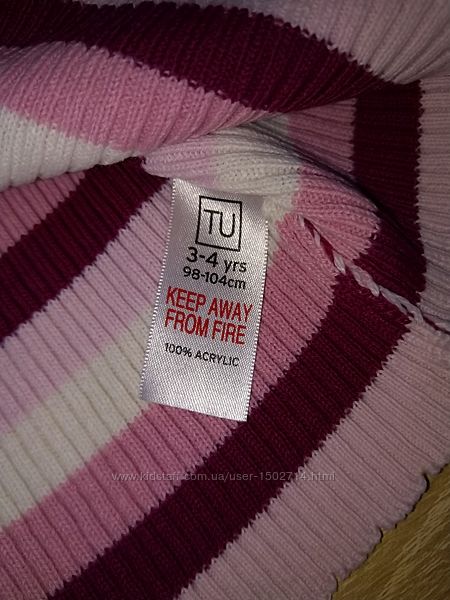 TU
3-4 yrs
98-104cm
KEEP AWAY
FROM FIRE
100% ACRYLIC
www.kidstaff.com.ua/user-1502714.html